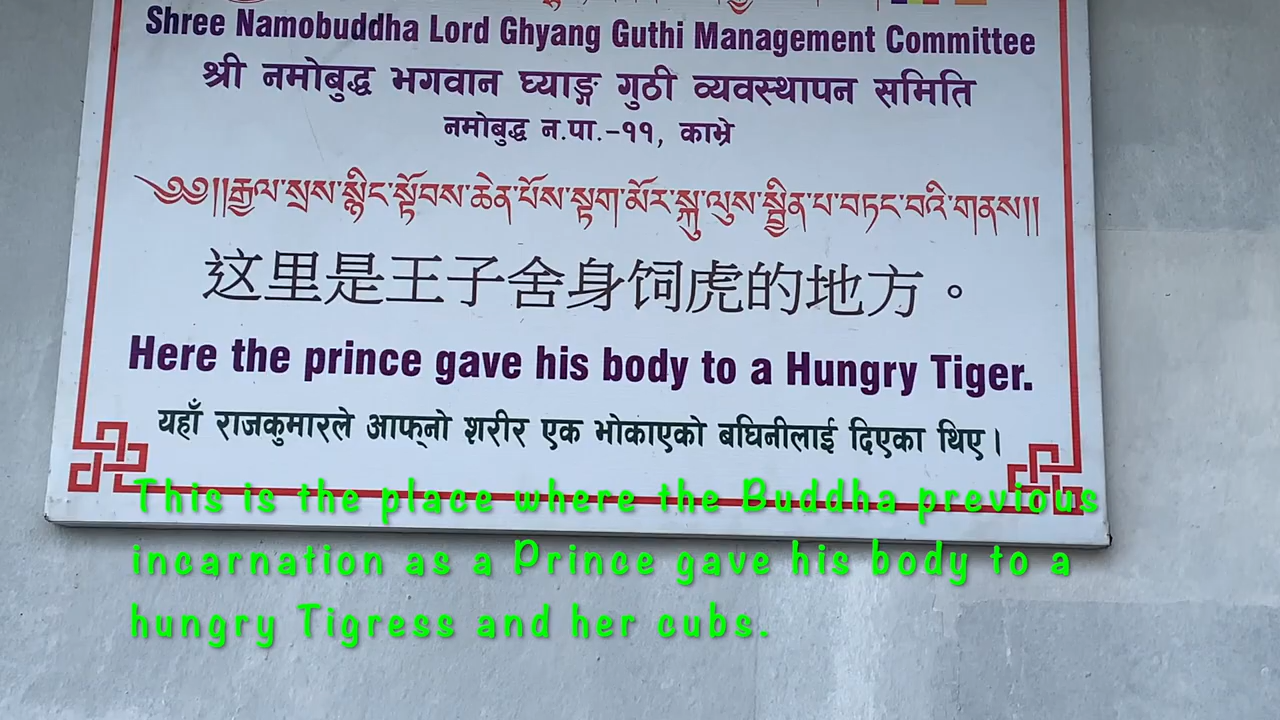 Shree Namobuddha Lord Ghyang Guthi Management Committee
श्री नमोबुद्ध भगवान घ्याङ्ग गुठी व्यवस्थापन समिति
नमोबुद्ध न.पा.-११, काभ्रे
༄༅།།རྒྱལ་སྲས་སྙིང་སྟོབས་ཆེན་པོས་སྟག་མོར་སྐུ་ལུས་སྦྱིན་པ་བཏང་བའི་གནས།།
这里是王子舍身饲虎的地方。
Here the prince gave his body to a Hungry Tiger.
यहाँ राजकुमारले आफ्नो शरीर एक भोकाएको बघिनीलाई दिएका थिए।
This is the place where the Buddha previous
incarnation as a Prince gave his body to a
hungry Tigress and her cubs.